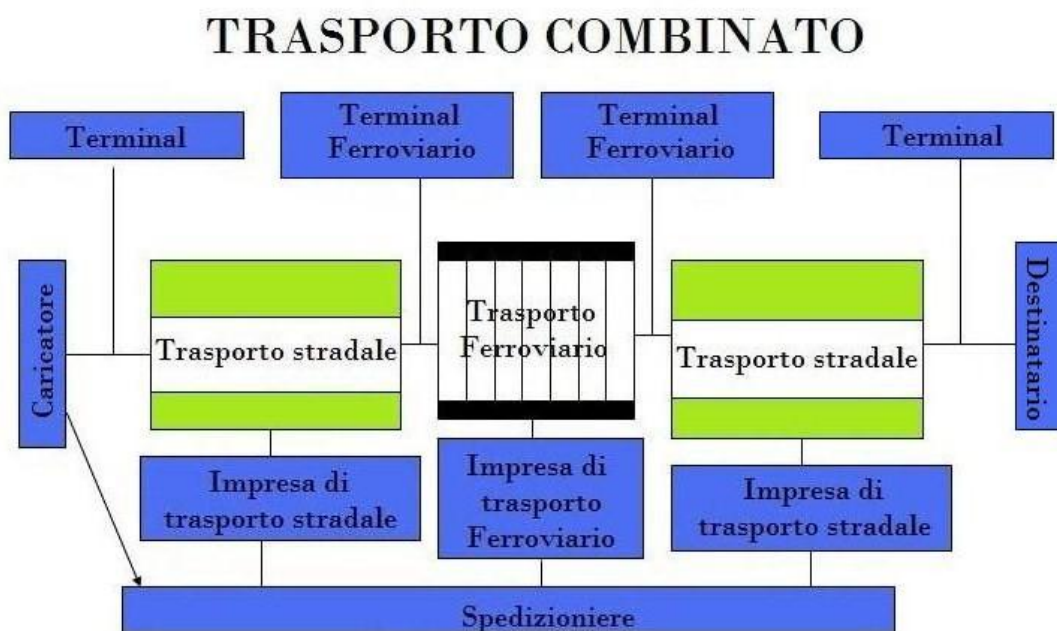 TRASPORTO COMBINATO
Terminal
Terminal
Ferroviario
Terminal
Ferroviario
Terminal
Caricatore
Trasporto stradale
Trasporto
Ferroviario
Trasporto stradale
Destinatario
Impresa di
trasporto stradale
Impresa di
trasporto
Ferroviario
Impresa di
trasporto stradale
Spedizioniere